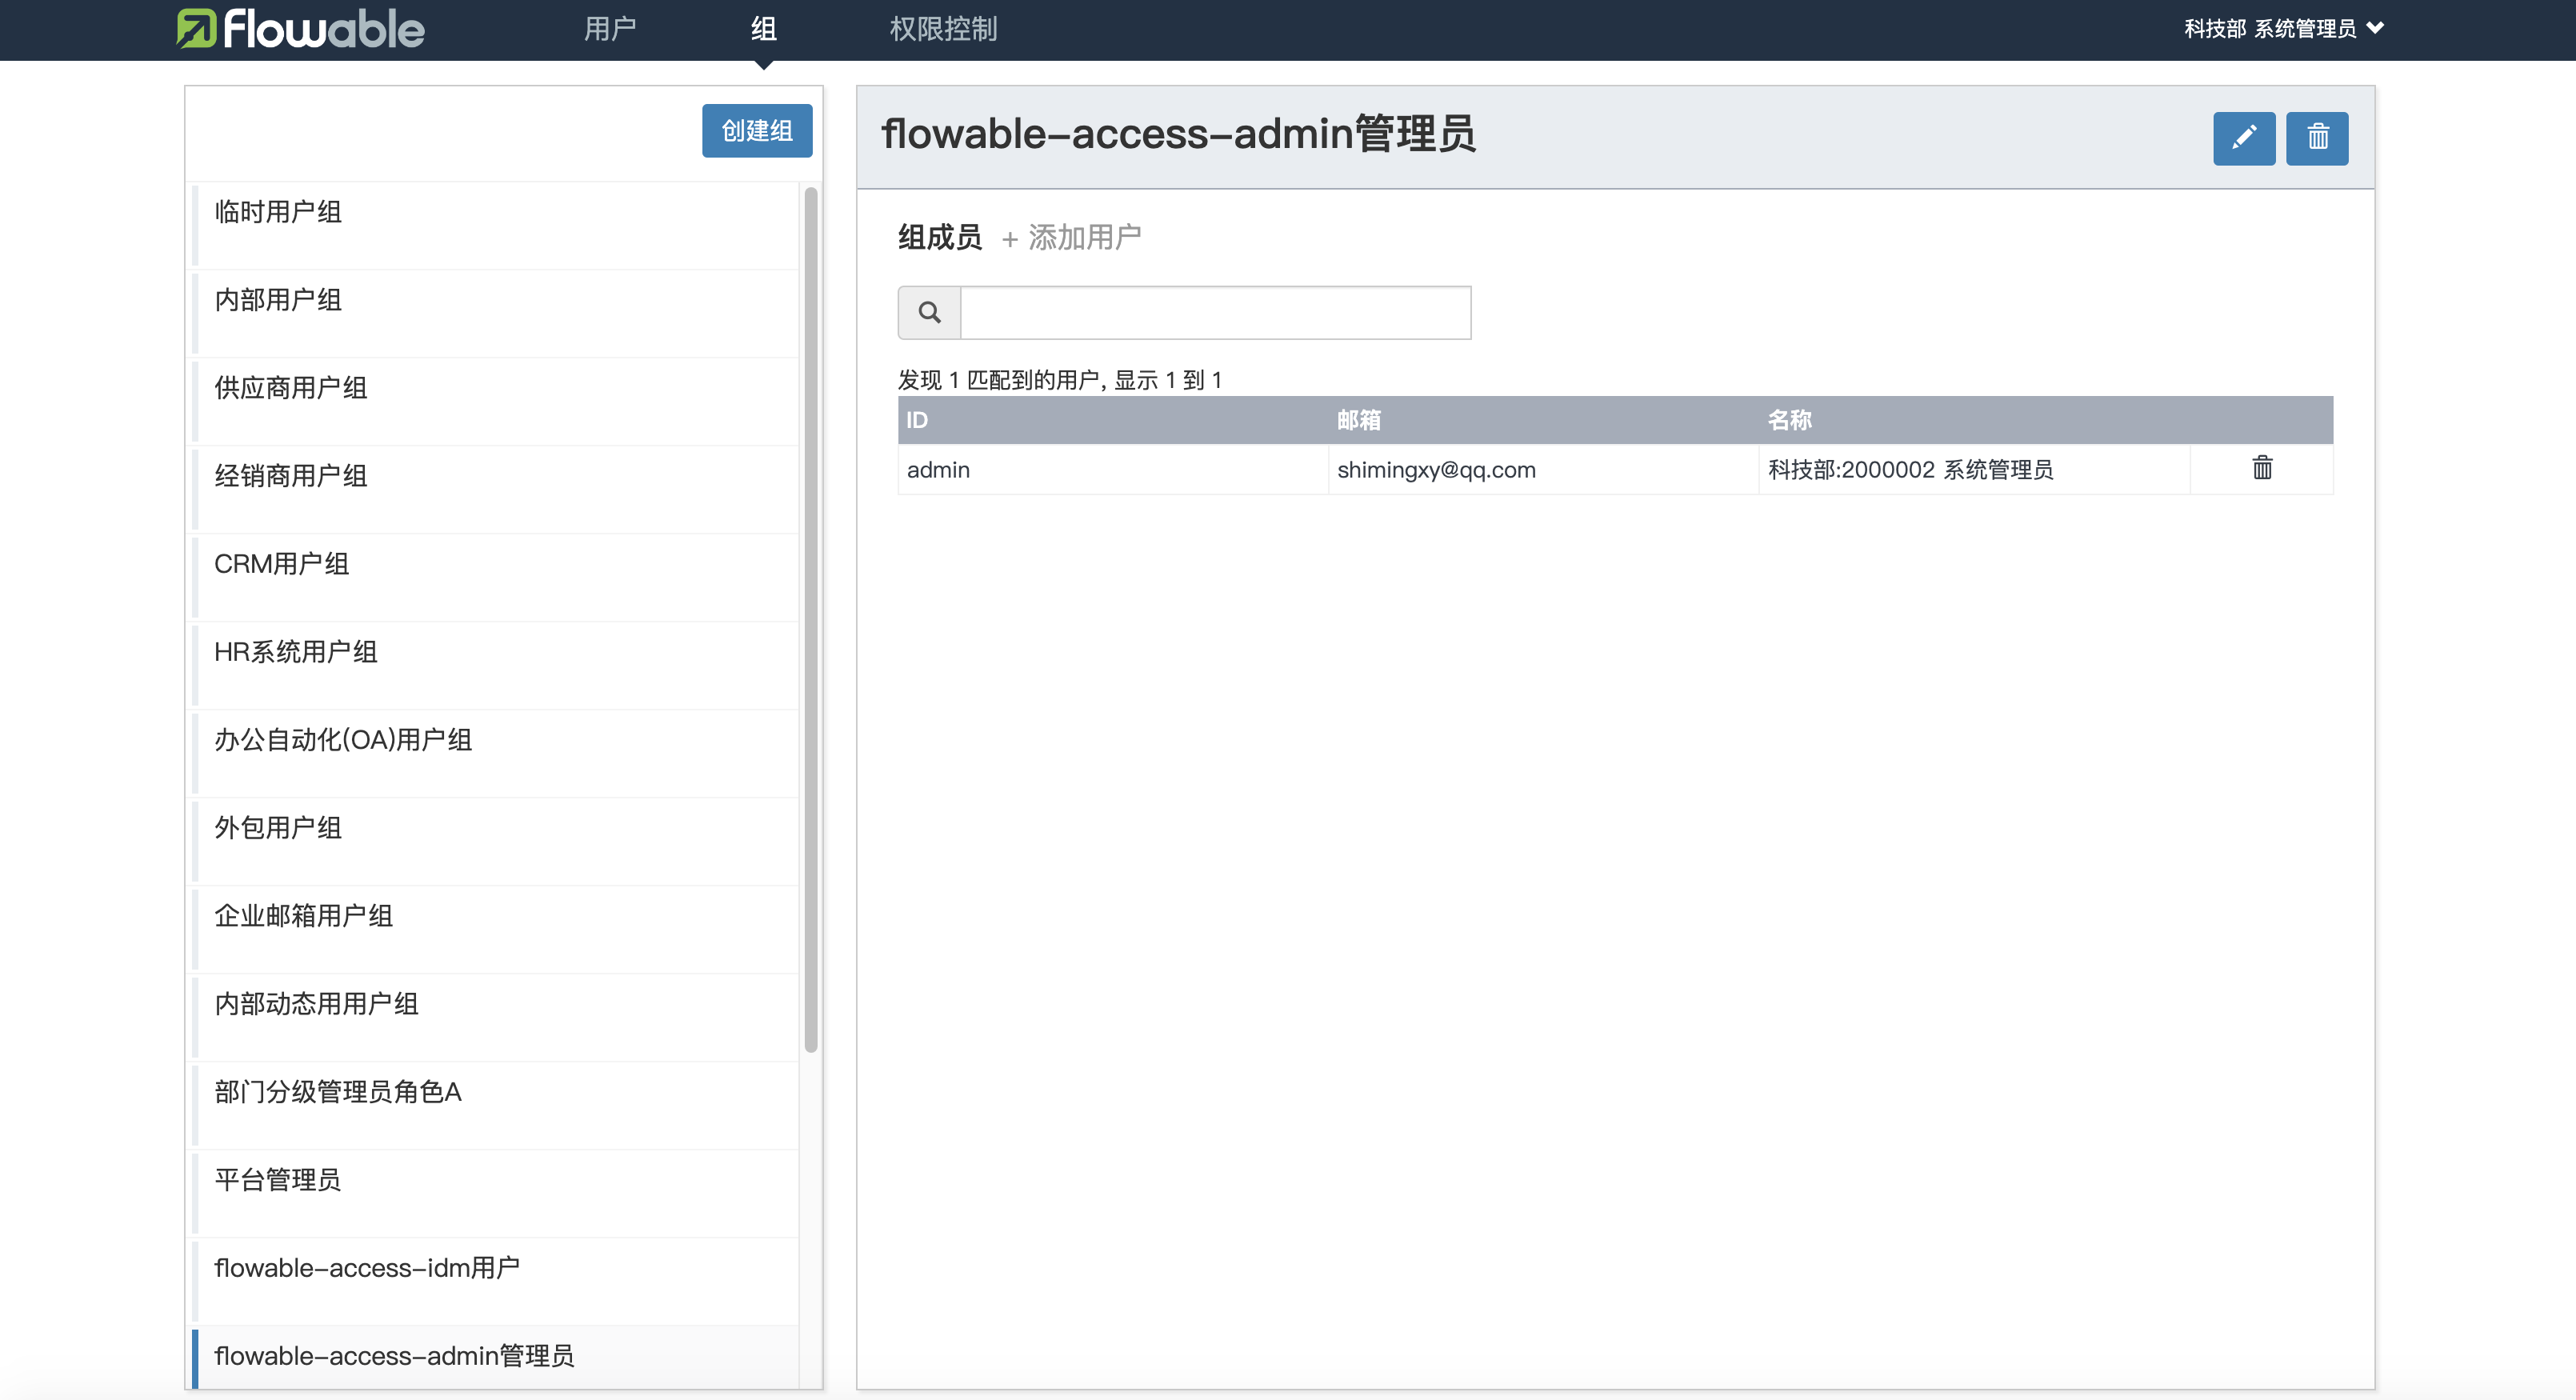 flowable 用户 组 权限控制 科技部 系统管理员
创建组
临时用户组
内部用户组
供应商用户组
经销商用户组
CRM用户组
HR系统用户组
办公自动化(OA)用户组
外包用户组
企业邮箱用户组
内部动态用用户组
部门分级管理员角色A
平台管理员
flowable-access-idm用户
flowable-access-admin管理员
flowable-access-admin管理员
组成员 + 添加用户
发现 1 匹配到的用户, 显示 1 到 1
ID 邮箱 名称
admin shimingxy@qq.com 科技部:2000002 系统管理员